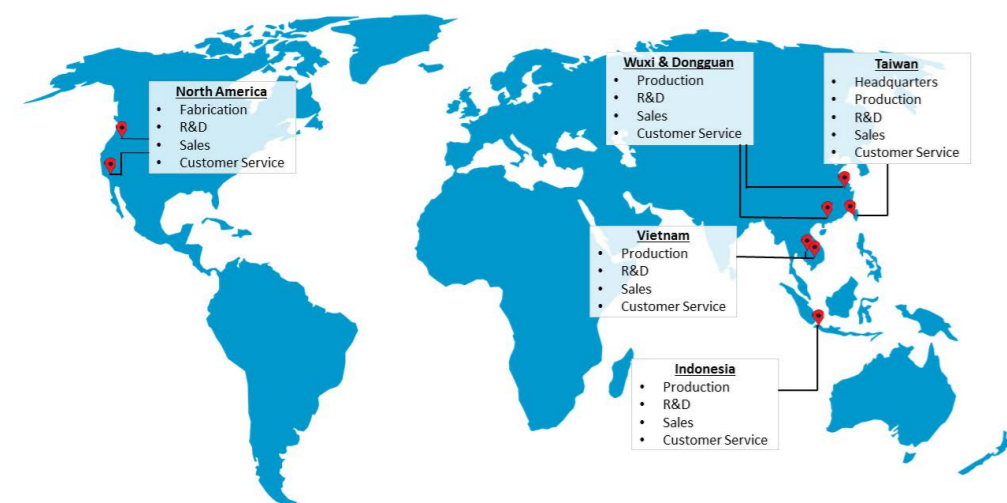 North America
• Fabrication
• R&D
• Sales
• Customer Service
Wuxi & Dongguan
• Production
• R&D
• Sales
• Customer Service
Taiwan
• Headquarters
• Production
• R&D
• Sales
• Customer Service
Vietnam
• Production
• R&D
• Sales
• Customer Service
Indonesia
• Production
• R&D
• Sales
• Customer Service